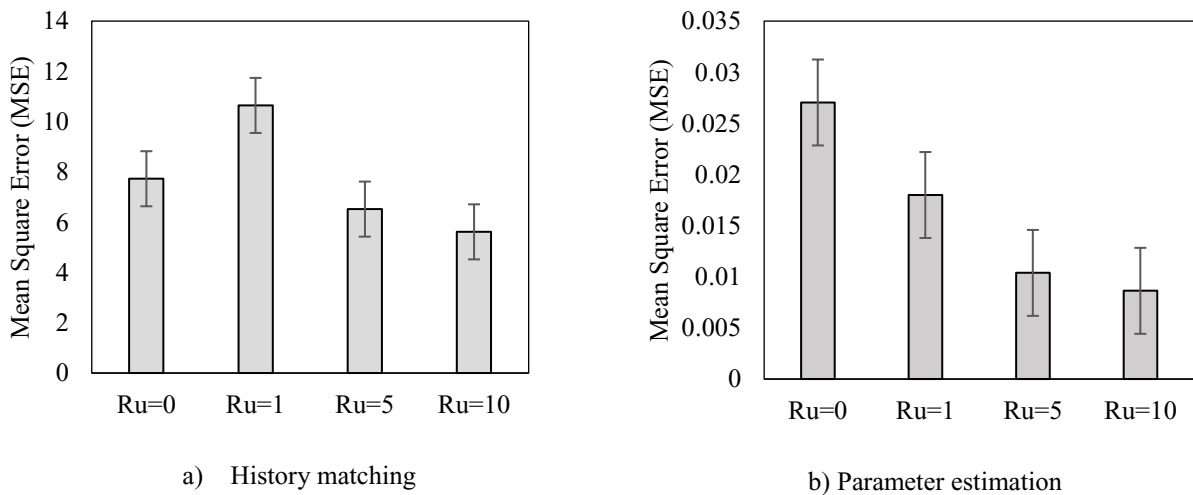 Mean Square Error (MSE)
14
12
10
8
6
4
2
0
Ru=0 Ru=1 Ru=5 Ru=10
a) History matching
Mean Square Error (MSE)
0.035
0.03
0.025
0.02
0.015
0.01
0.005
0
Ru=0 Ru=1 Ru=5 Ru=10
b) Parameter estimation